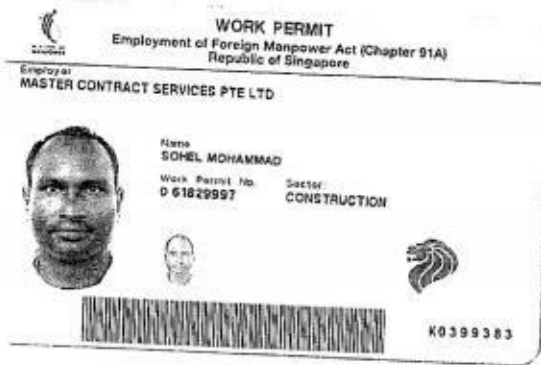 WORK PERMIT
Employment of Foreign Manpower Act (Chapter 91A)
Republic of Singapore
Employer
MASTER CONTRACT SERVICES PTE LTD
Name
SOHEL MOHAMMAD
Work Permit No. Sector:
0 61829997 CONSTRUCTION
K0399383